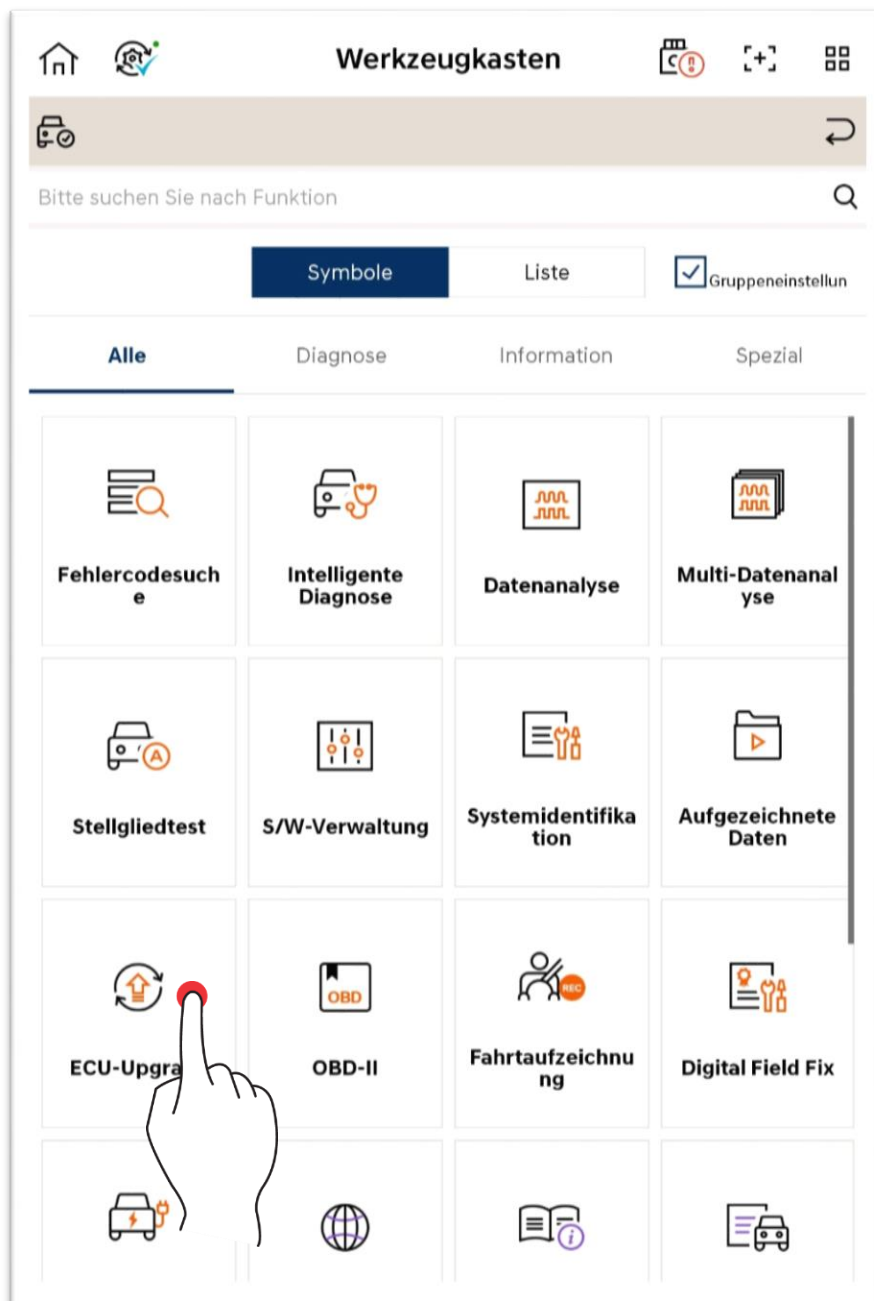 Werkzeugkasten
Bitte suchen Sie nach Funktion
Symbole
Liste
Gruppeneinstellun
Alle
Diagnose
Information
Spezial
Fehlercodesuch
e
Intelligente
Diagnose
Datenanalyse
Multi-Datenanal
yse
Stellgliedtest
S/W-Verwaltung
Systemidentifika
tion
Aufgezeichnete
Daten
ECU-Upgra
OBD
OBD-II
REC
Fahrtaufzeichnu
ng
Digital Field Fix